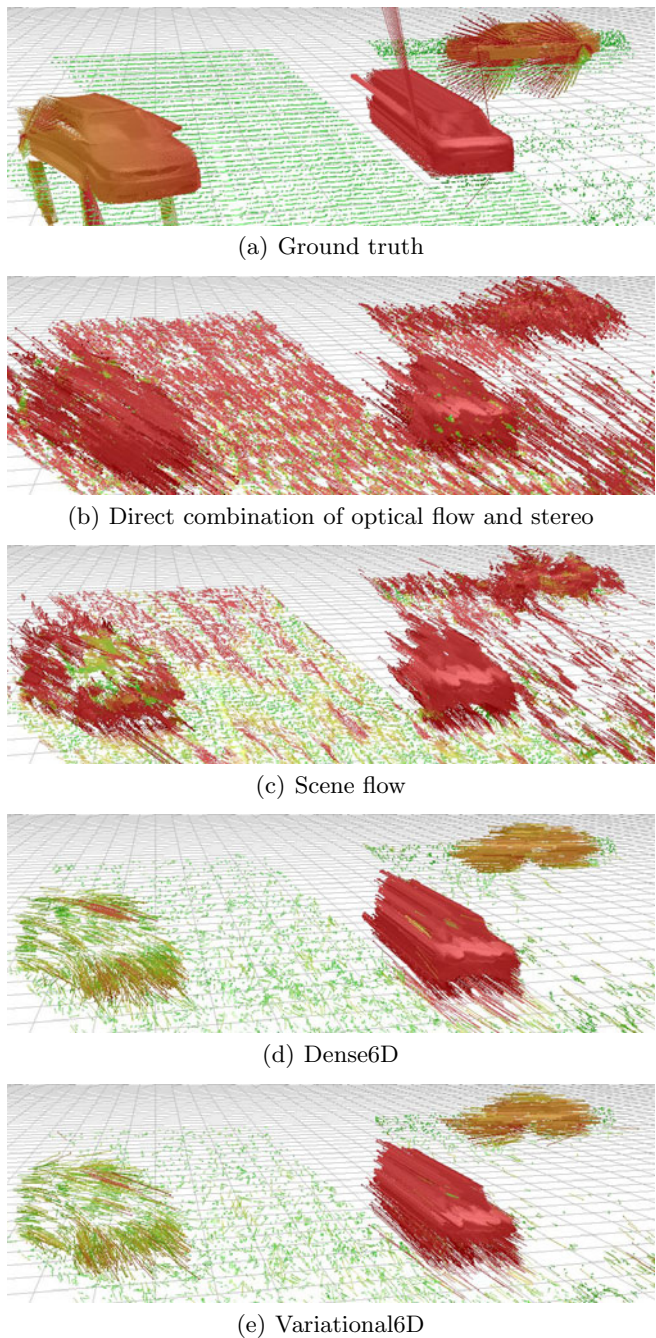 (a) Ground truth
(b) Direct combination of optical flow and stereo
(c) Scene flow
(d) Dense6D
(e) Variational6D